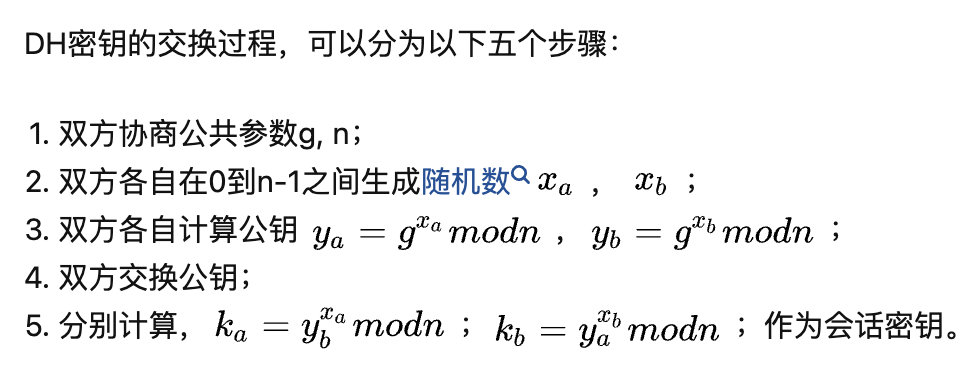 DH密钥的交换过程，可以分为以下五个步骤：
1. 双方协商公共参数g, n；
2. 双方各自在0到n-1之间生成随机数 x_a ， x_b ；
3. 双方各自计算公钥 y_a = g^{x_a} modn ， y_b = g^{x_b} modn ；
4. 双方交换公钥；
5. 分别计算， k_a = y_b^{x_a} modn ； k_b = y_a^{x_b} modn ；作为会话密钥。